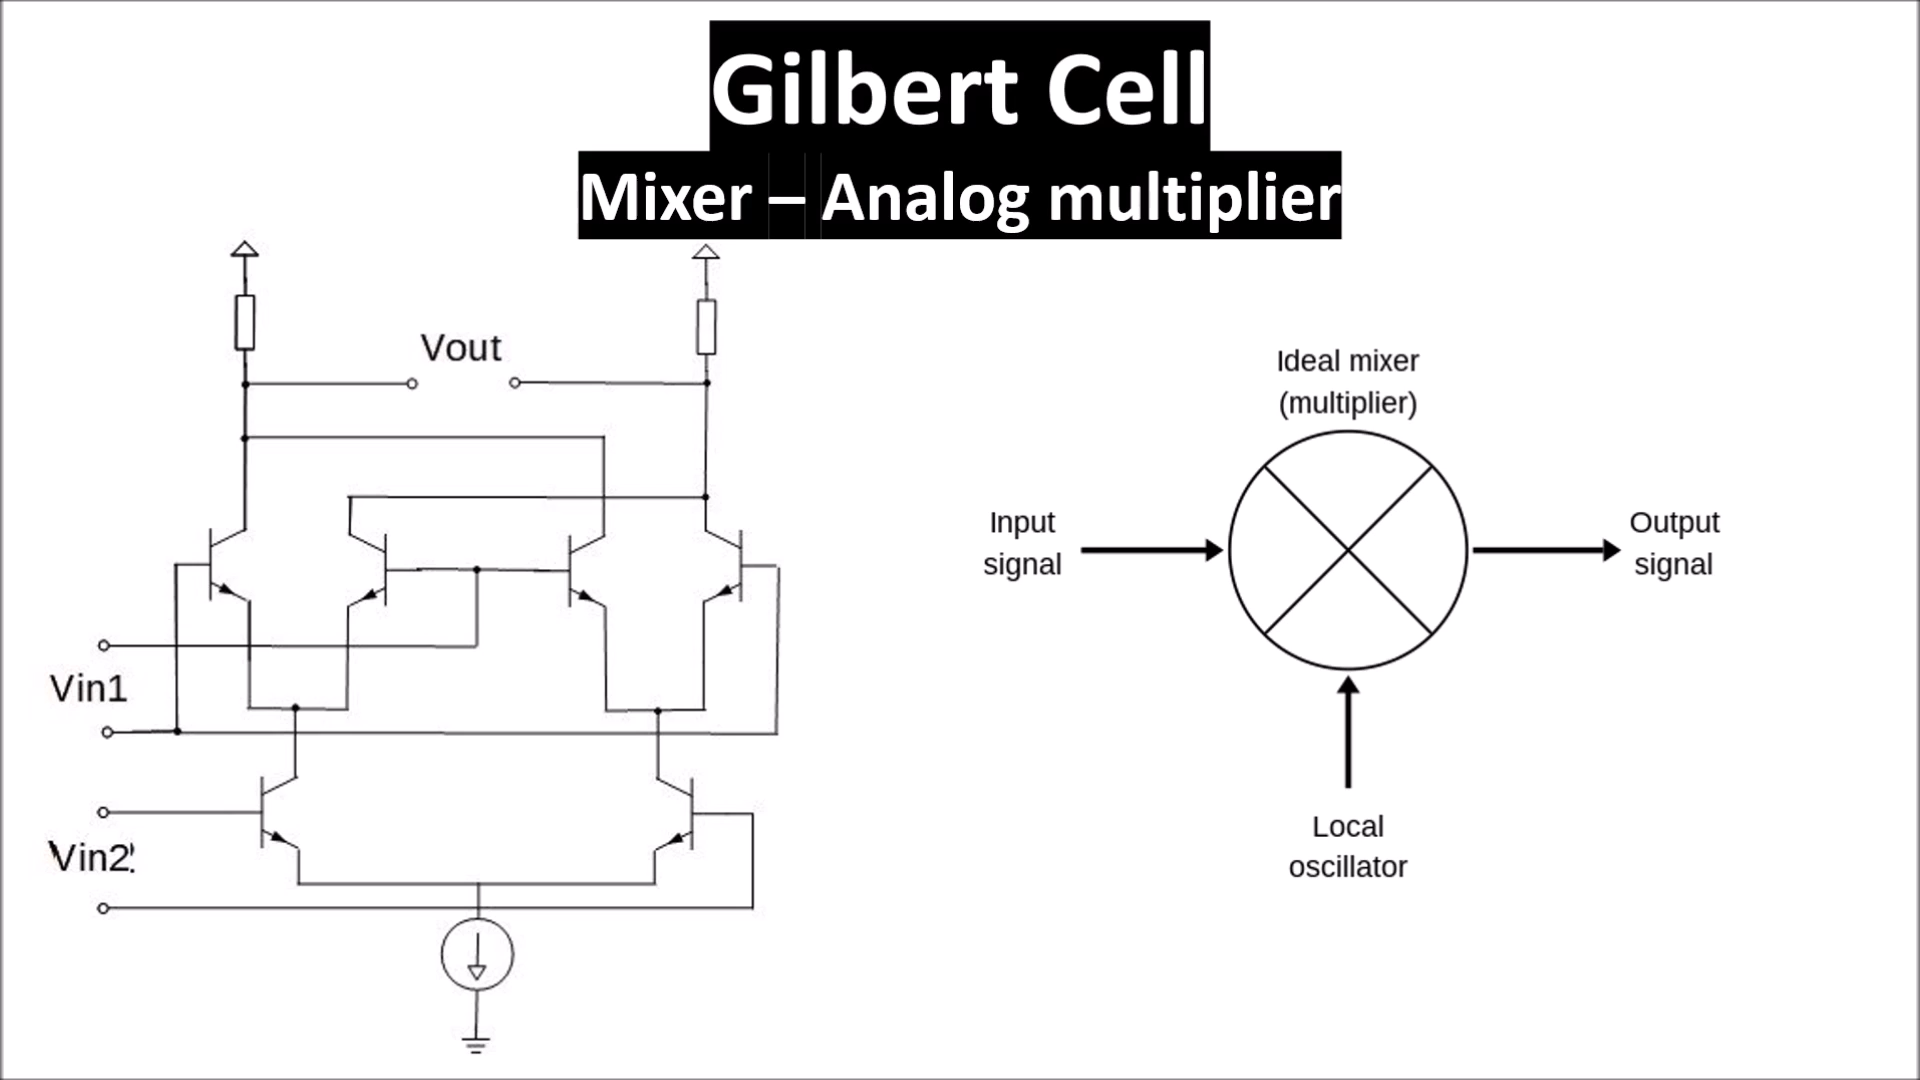 Gilbert Cell
Mixer – Analog multiplier
Vout
Vin1
Vin2
Ideal mixer
(multiplier)
Input
signal
Output
signal
Local
oscillator